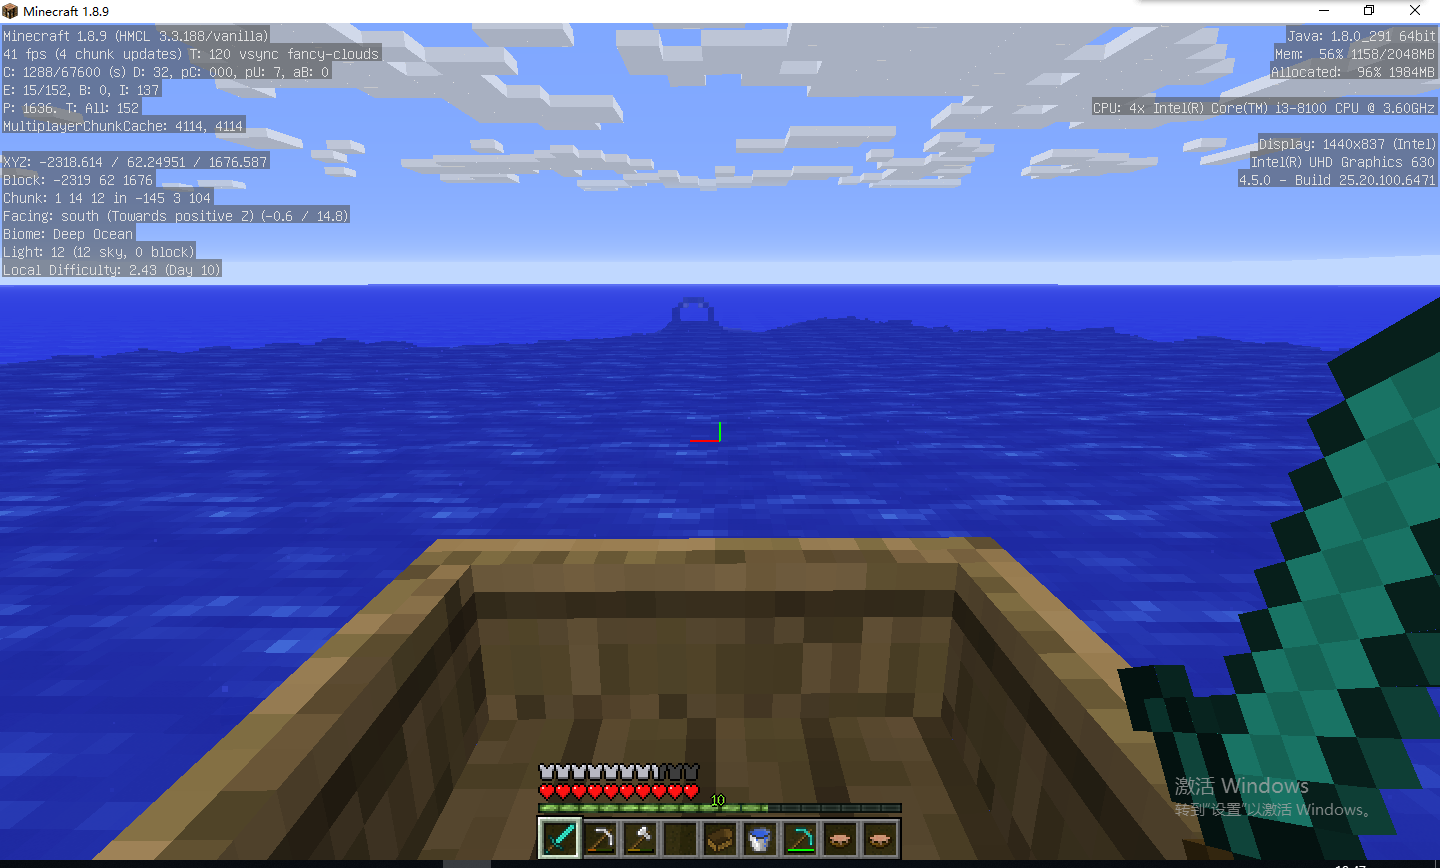 Minecraft 1.8.9
Minecraft 1.8.9 (HMCL 3.3.188/vanilla)
41 fps (4 chunk updates) T: 120 vsync fancy-clouds
C: 1288/67600 (s) D: 32, pC: 000, pU: 7, aB: 0
E: 15/152, B: 0, I: 137
P: 1636. T: All: 152
MultiplayerChunkCache: 4114, 4114
XYZ: -2318.614 / 62.24951 / 1676.587
Block: -2319 62 1676
Chunk: 1 14 12 in -145 3 104
Facing: south (Towards positive Z) (-0.6 / 14.8)
Biome: Deep Ocean
Light: 12 (12 sky, 0 block)
Local Difficulty: 2.43 (Day 10)
Java: 1.8.0_291 64bit
Mem: 56% 1158/2048MB
Allocated: 96% 1984MB
CPU: 4x Intel(R) Core(TM) i3-8100 CPU @ 3.60GHz
Display: 1440x837 (Intel)
Intel(R) UHD Graphics 630
4.5.0 - Build 25.20.100.6471
10
激活 Windows
转到"设置"以激活 Windows。